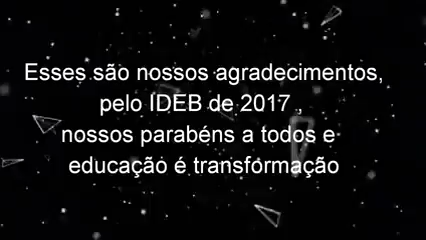 Esses são nossos agradecimentos,
pelo IDEB de 2017 ,
nossos parabéns a todos e
educação é transformação